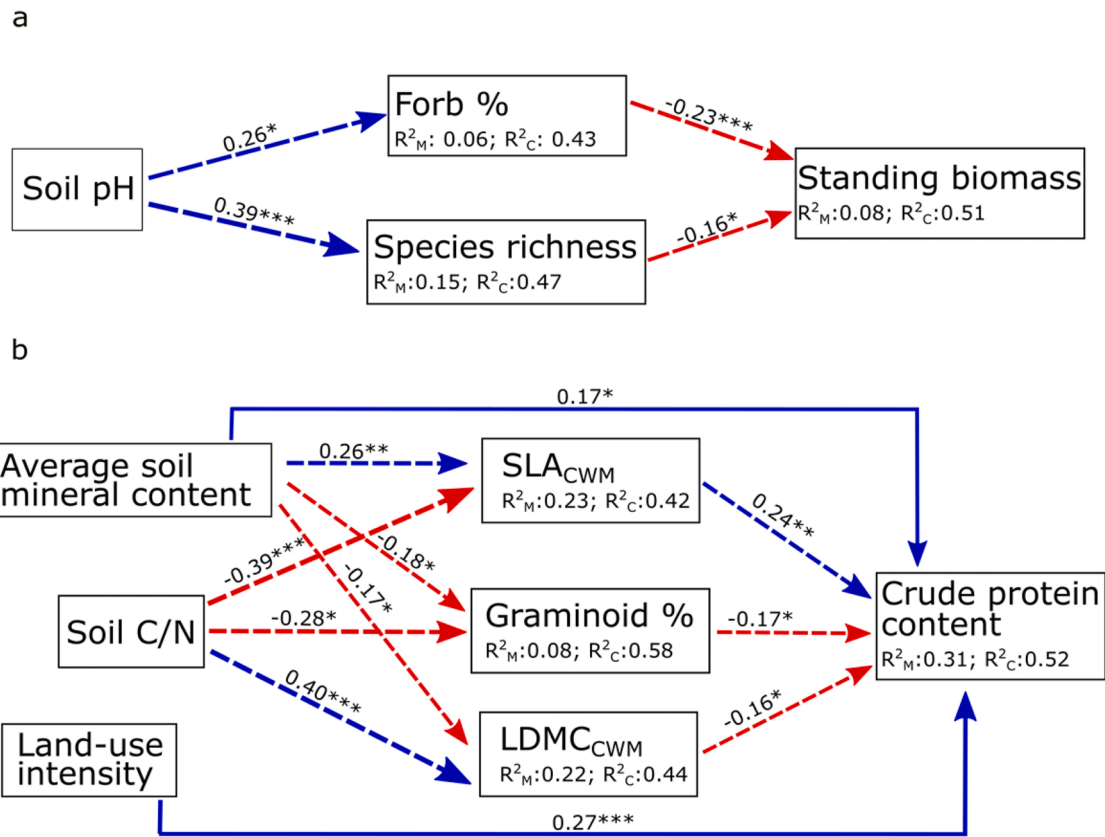 a
Forb %
R²M: 0.06; R²C: 0.43
0.26*
-0.23***
Soil pH
Standing biomass
R²M:0.08; R²C:0.51
0.39***
-0.16*
Species richness
R²M:0.15; R²C:0.47
b
0.17*
Average soil
mineral content
0.26**
SLACWM
R²M:0.23; R²C:0.42
0.24**
-0.39***
-0.18*
-0.17*
Soil C/N
-0.28*
Graminoid %
R²M:0.08; R²C:0.58
-0.17*
Crude protein
content
R²M:0.31; R²C:0.52
0.40***
-0.16*
Land-use
intensity
LDMCCWM
R²M:0.22; R²C:0.44
0.27***